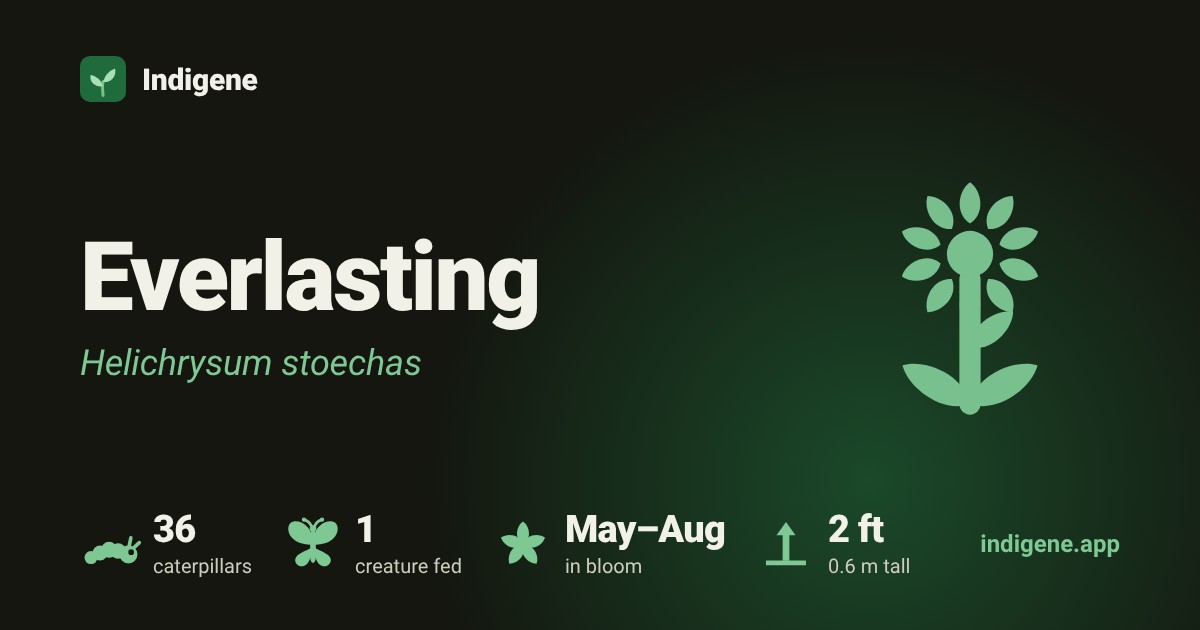 Indigene
Everlasting
Helichrysum stoechas
36
caterpillars
1
creature fed
May–Aug
in bloom
2 ft
0.6 m tall
indigene.app